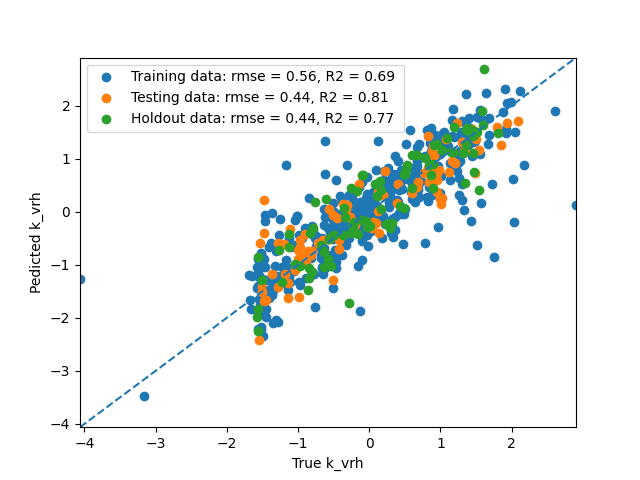 Training data: rmse = 0.56, R2 = 0.69
Testing data: rmse = 0.44, R2 = 0.81
Holdout data: rmse = 0.44, R2 = 0.77
2
1
0
−1
−2
−3
−4
Pedicted k_vrh
−4 −3 −2 −1 0 1 2
True k_vrh